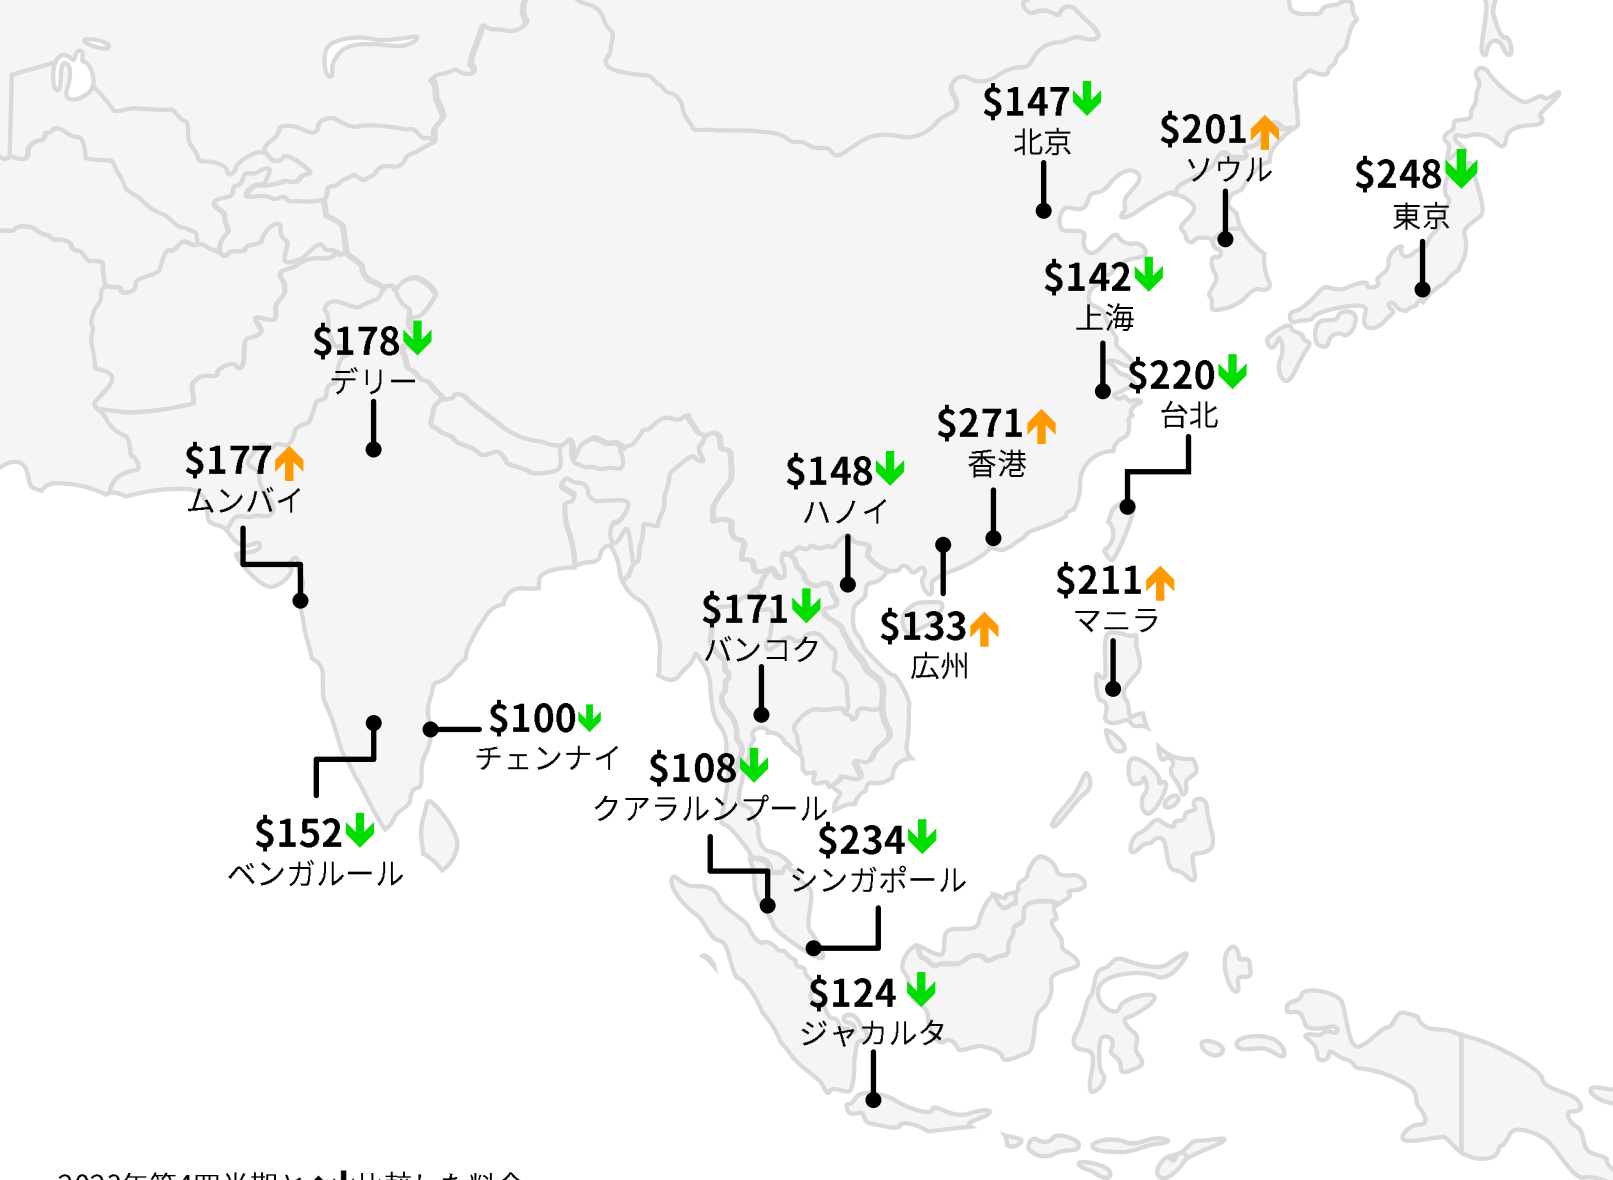 $147
北京
$201
ソウル
$248
東京
$142
上海
$178
デリー
$220
台北
$271
香港
$177
ムンバイ
$148
ハノイ
$211
マニラ
$171
バンコク
$133
広州
$100
チェンナイ
$108
クアラルンプール
$152
ベンガルール
$234
シンガポール
$124
ジャカルタ